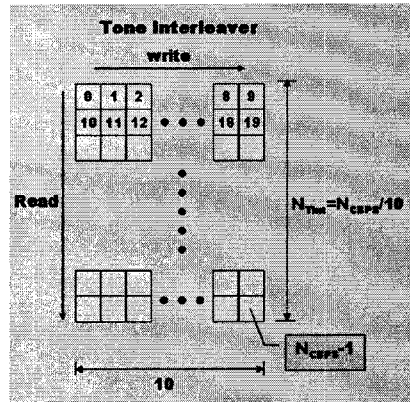 Tone Interleaver
write
0 1 2 8 9
10 11 12 18 19
Read
N_Tint=N_CBPS/10
N_CBPS-1
10